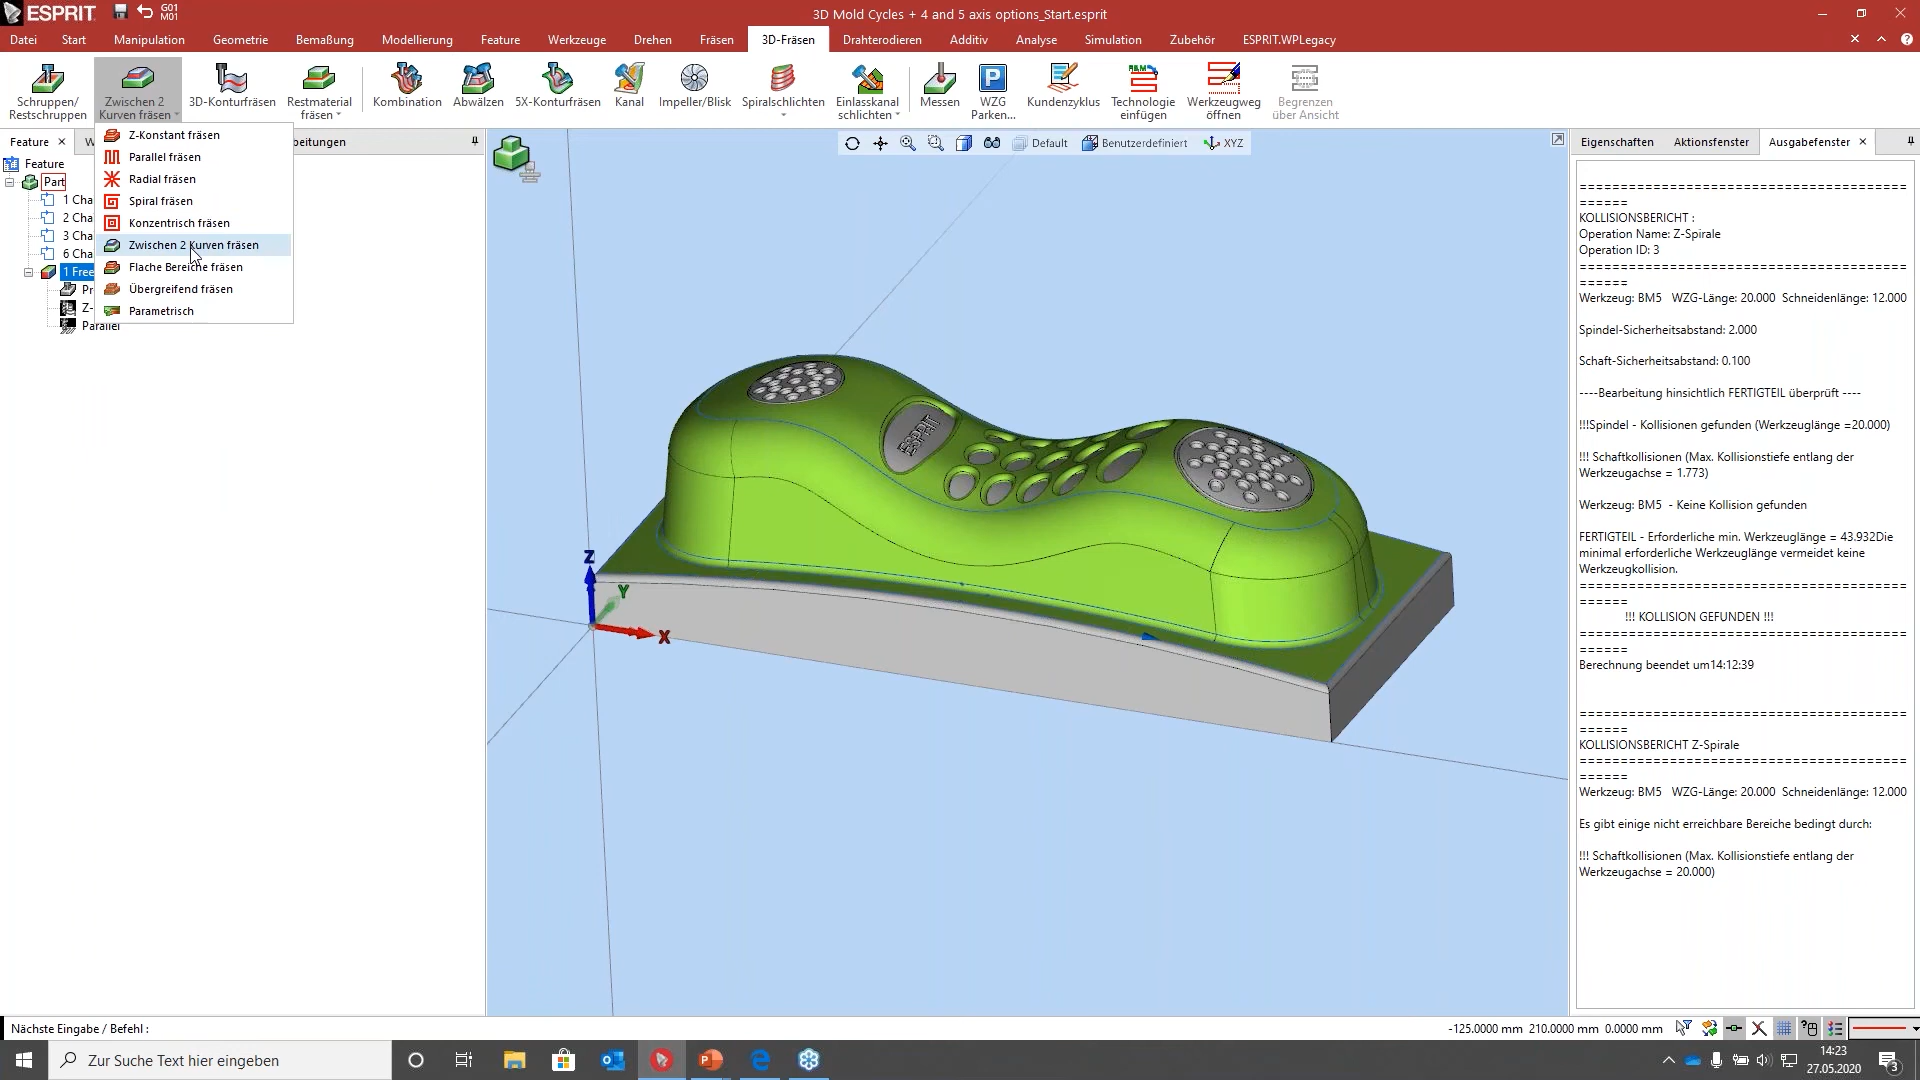 ESPRIT
G01
M01
3D Mold Cycles + 4 and 5 axis options_Start.esprit
Datei Start Manipulation Geometrie Bemaßung Modellierung Feature Werkzeuge Drehen Fräsen 3D-Fräsen Drahterodieren Additiv Analyse Simulation Zubehör ESPRIT.WPLegacy
Schruppen/
Restschruppen
Zwischen 2
Kurven fräsen
3D-Konturfräsen
Restmaterial
fräsen
Kombination
Abwälzen
5X-Konturfräsen
Kanal
Impeller/Blisk
Spiralschlichten
Einlasskanal
schlichten
Messen
WZG
Parken...
Kundenzyklus
Technologie
einfügen
Werkzeugweg
öffnen
Begrenzen
über Ansicht
Feature
W
beitungen
Feature
Part
1 Cha
2 Cha
3 Cha
6 Cha
1 Free
Pr
Z-
Parallel
Z-Konstant fräsen
Parallel fräsen
Radial fräsen
Spiral fräsen
Konzentrisch fräsen
Zwischen 2 Kurven fräsen
Flache Bereiche fräsen
Übergreifend fräsen
Parametrisch
Default Benutzerdefiniert XYZ
ESPRIT
Z
Y
X
Eigenschaften Aktionsfenster Ausgabefenster
========================================
======
KOLLISIONSBERICHT :
Operation Name: Z-Spirale
Operation ID: 3
========================================
======
Werkzeug: BM5 WZG-Länge: 20.000 Schneidenlänge: 12.000
Spindel-Sicherheitsabstand: 2.000
Schaft-Sicherheitsabstand: 0.100
----Bearbeitung hinsichtlich FERTIGTEIL überprüft ----
!!!Spindel - Kollisionen gefunden (Werkzeuglänge =20.000)
!!! Schaftkollisionen (Max. Kollisionstiefe entlang der
Werkzeugachse = 1.773)
Werkzeug: BM5 - Keine Kollision gefunden
FERTIGTEIL - Erforderliche min. Werkzeuglänge = 43.932Die
minimal erforderliche Werkzeuglänge vermeidet keine
Werkzeugkollision.
========================================
======
!!! KOLLISION GEFUNDEN !!!
========================================
======
Berechnung beendet um14:12:39
========================================
======
KOLLISIONSBERICHT Z-Spirale
========================================
======
Werkzeug: BM5 WZG-Länge: 20.000 Schneidenlänge: 12.000
Es gibt einige nicht erreichbare Bereiche bedingt durch:
!!! Schaftkollisionen (Max. Kollisionstiefe entlang der
Werkzeugachse = 20.000)
Nächste Eingabe / Befehl :
-125.0000 mm 210.0000 mm 0.0000 mm
Zur Suche Text hier eingeben
14:23
27.05.2020
3